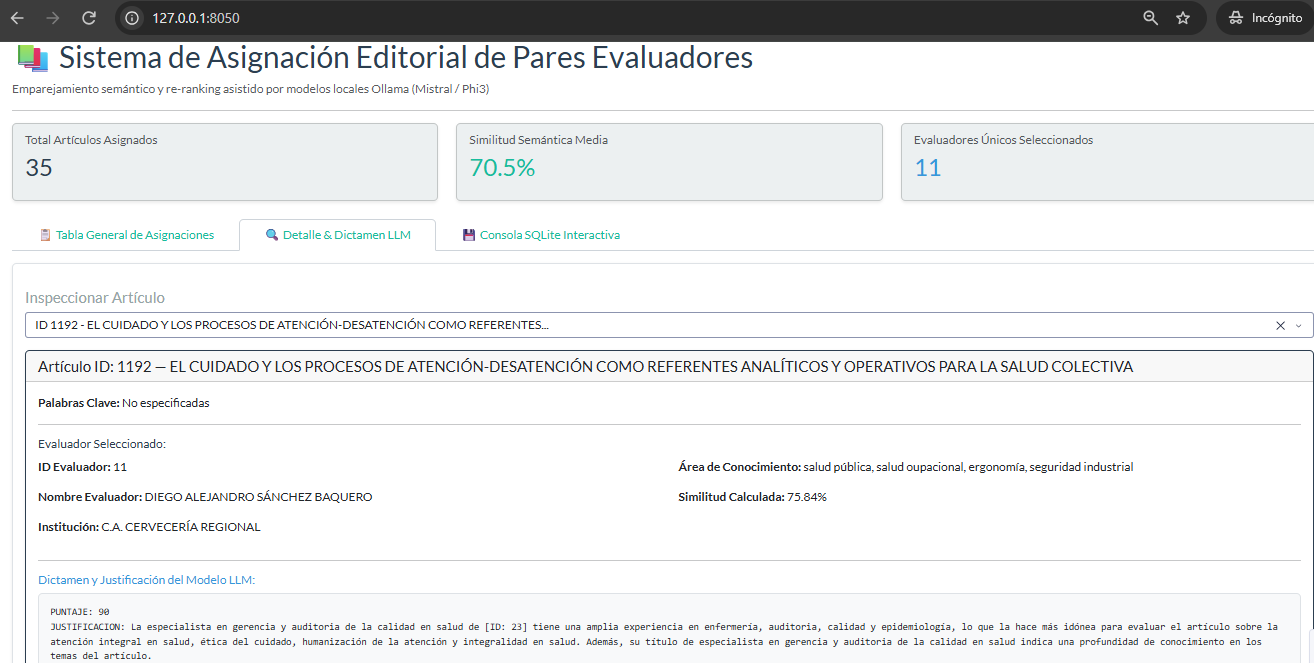 127.0.0.1:8050
Incógnito
Sistema de Asignación Editorial de Pares Evaluadores
Emparejamiento semántico y re-ranking asistido por modelos locales Ollama (Mistral / Phi3)
Total Artículos Asignados
35
Similitud Semántica Media
70.5%
Evaluadores Únicos Seleccionados
11
Tabla General de Asignaciones
Detalle & Dictamen LLM
Consola SQLite Interactiva
Inspeccionar Artículo
ID 1192 - EL CUIDADO Y LOS PROCESOS DE ATENCIÓN-DESATENCIÓN COMO REFERENTES...
Artículo ID: 1192 — EL CUIDADO Y LOS PROCESOS DE ATENCIÓN-DESATENCIÓN COMO REFERENTES ANALÍTICOS Y OPERATIVOS PARA LA SALUD COLECTIVA
Palabras Clave: No especificadas
Evaluador Seleccionado:
ID Evaluador: 11
Nombre Evaluador: DIEGO ALEJANDRO SÁNCHEZ BAQUERO
Institución: C.A. CERVECERÍA REGIONAL
Área de Conocimiento: salud pública, salud oupacional, ergonomía, seguridad industrial
Similitud Calculada: 75.84%
Dictamen y Justificación del Modelo LLM:
PUNTAJE: 90
JUSTIFICACION: La especialista en gerencia y auditoria de la calidad en salud de [ID: 23] tiene una amplia experiencia en enfermería, auditoria, calidad y epidemiología, lo que la hace más idónea para evaluar el artículo sobre la
atención integral en salud, ética del cuidado, humanización de la atención y integralidad en salud. Además, su título de especialista en gerencia y auditoria de la calidad en salud indica una profundidad de conocimiento en los
temas del artículo.